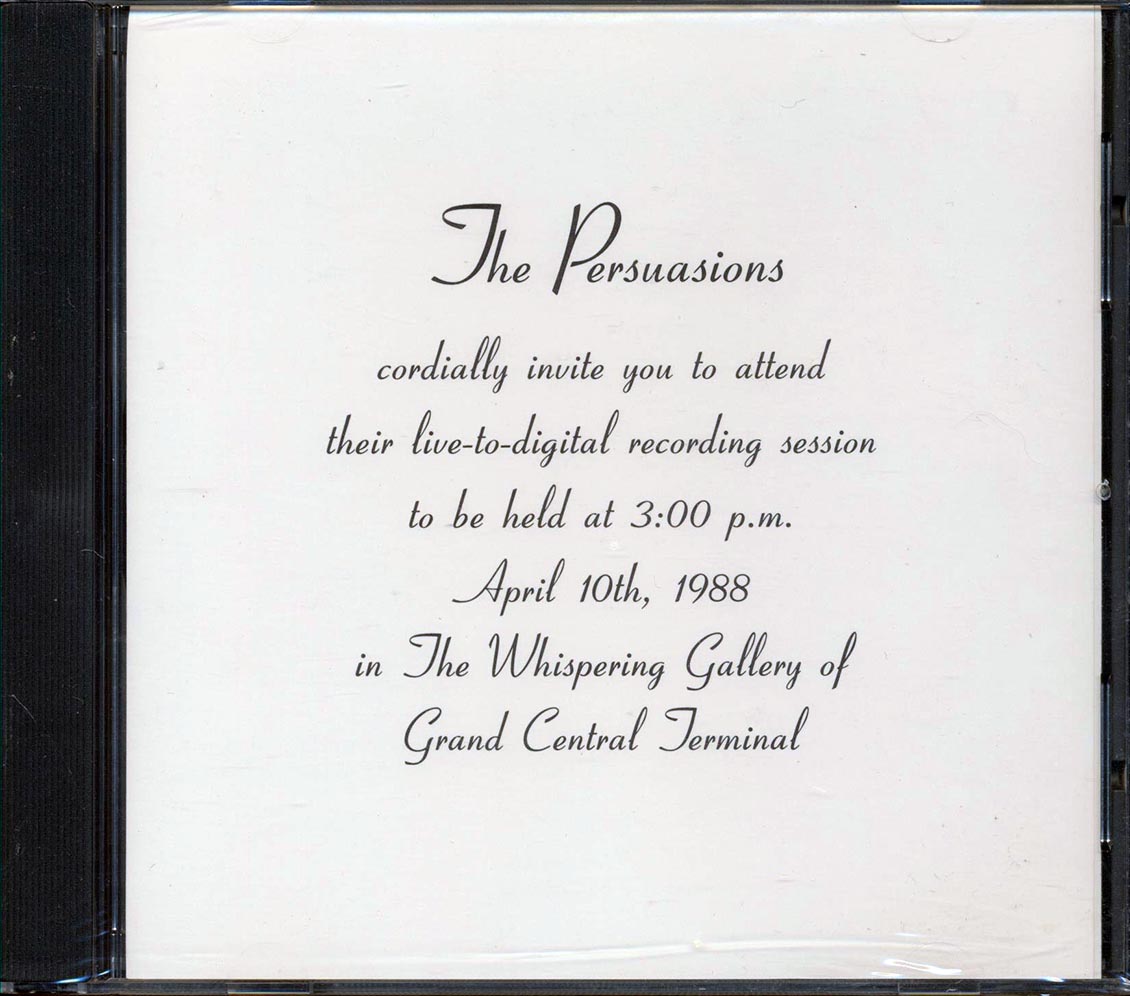 The Persuasions
cordially invite you to attend
their live-to-digital recording session
to be held at 3:00 p.m.
April 10th, 1988
in The Whispering Gallery of
Grand Central Terminal